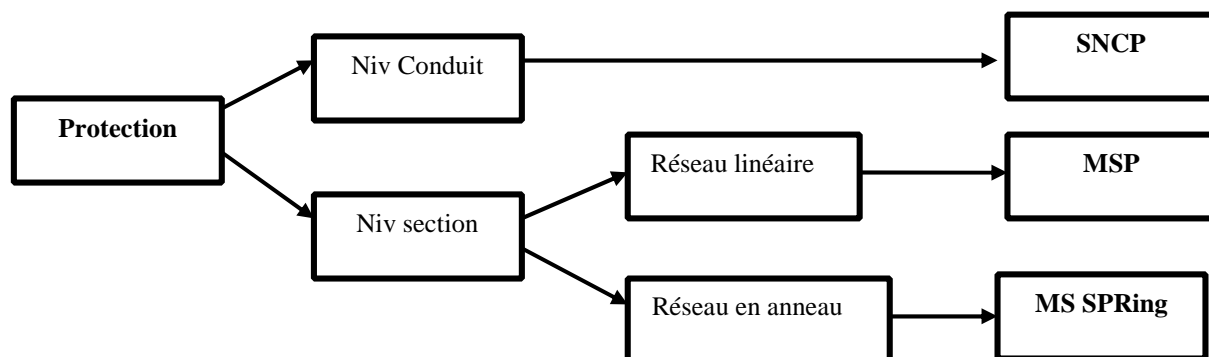 SNCP
Niv Conduit
Protection
Réseau linéaire
MSP
Niv section
Réseau en anneau
MS SPRing